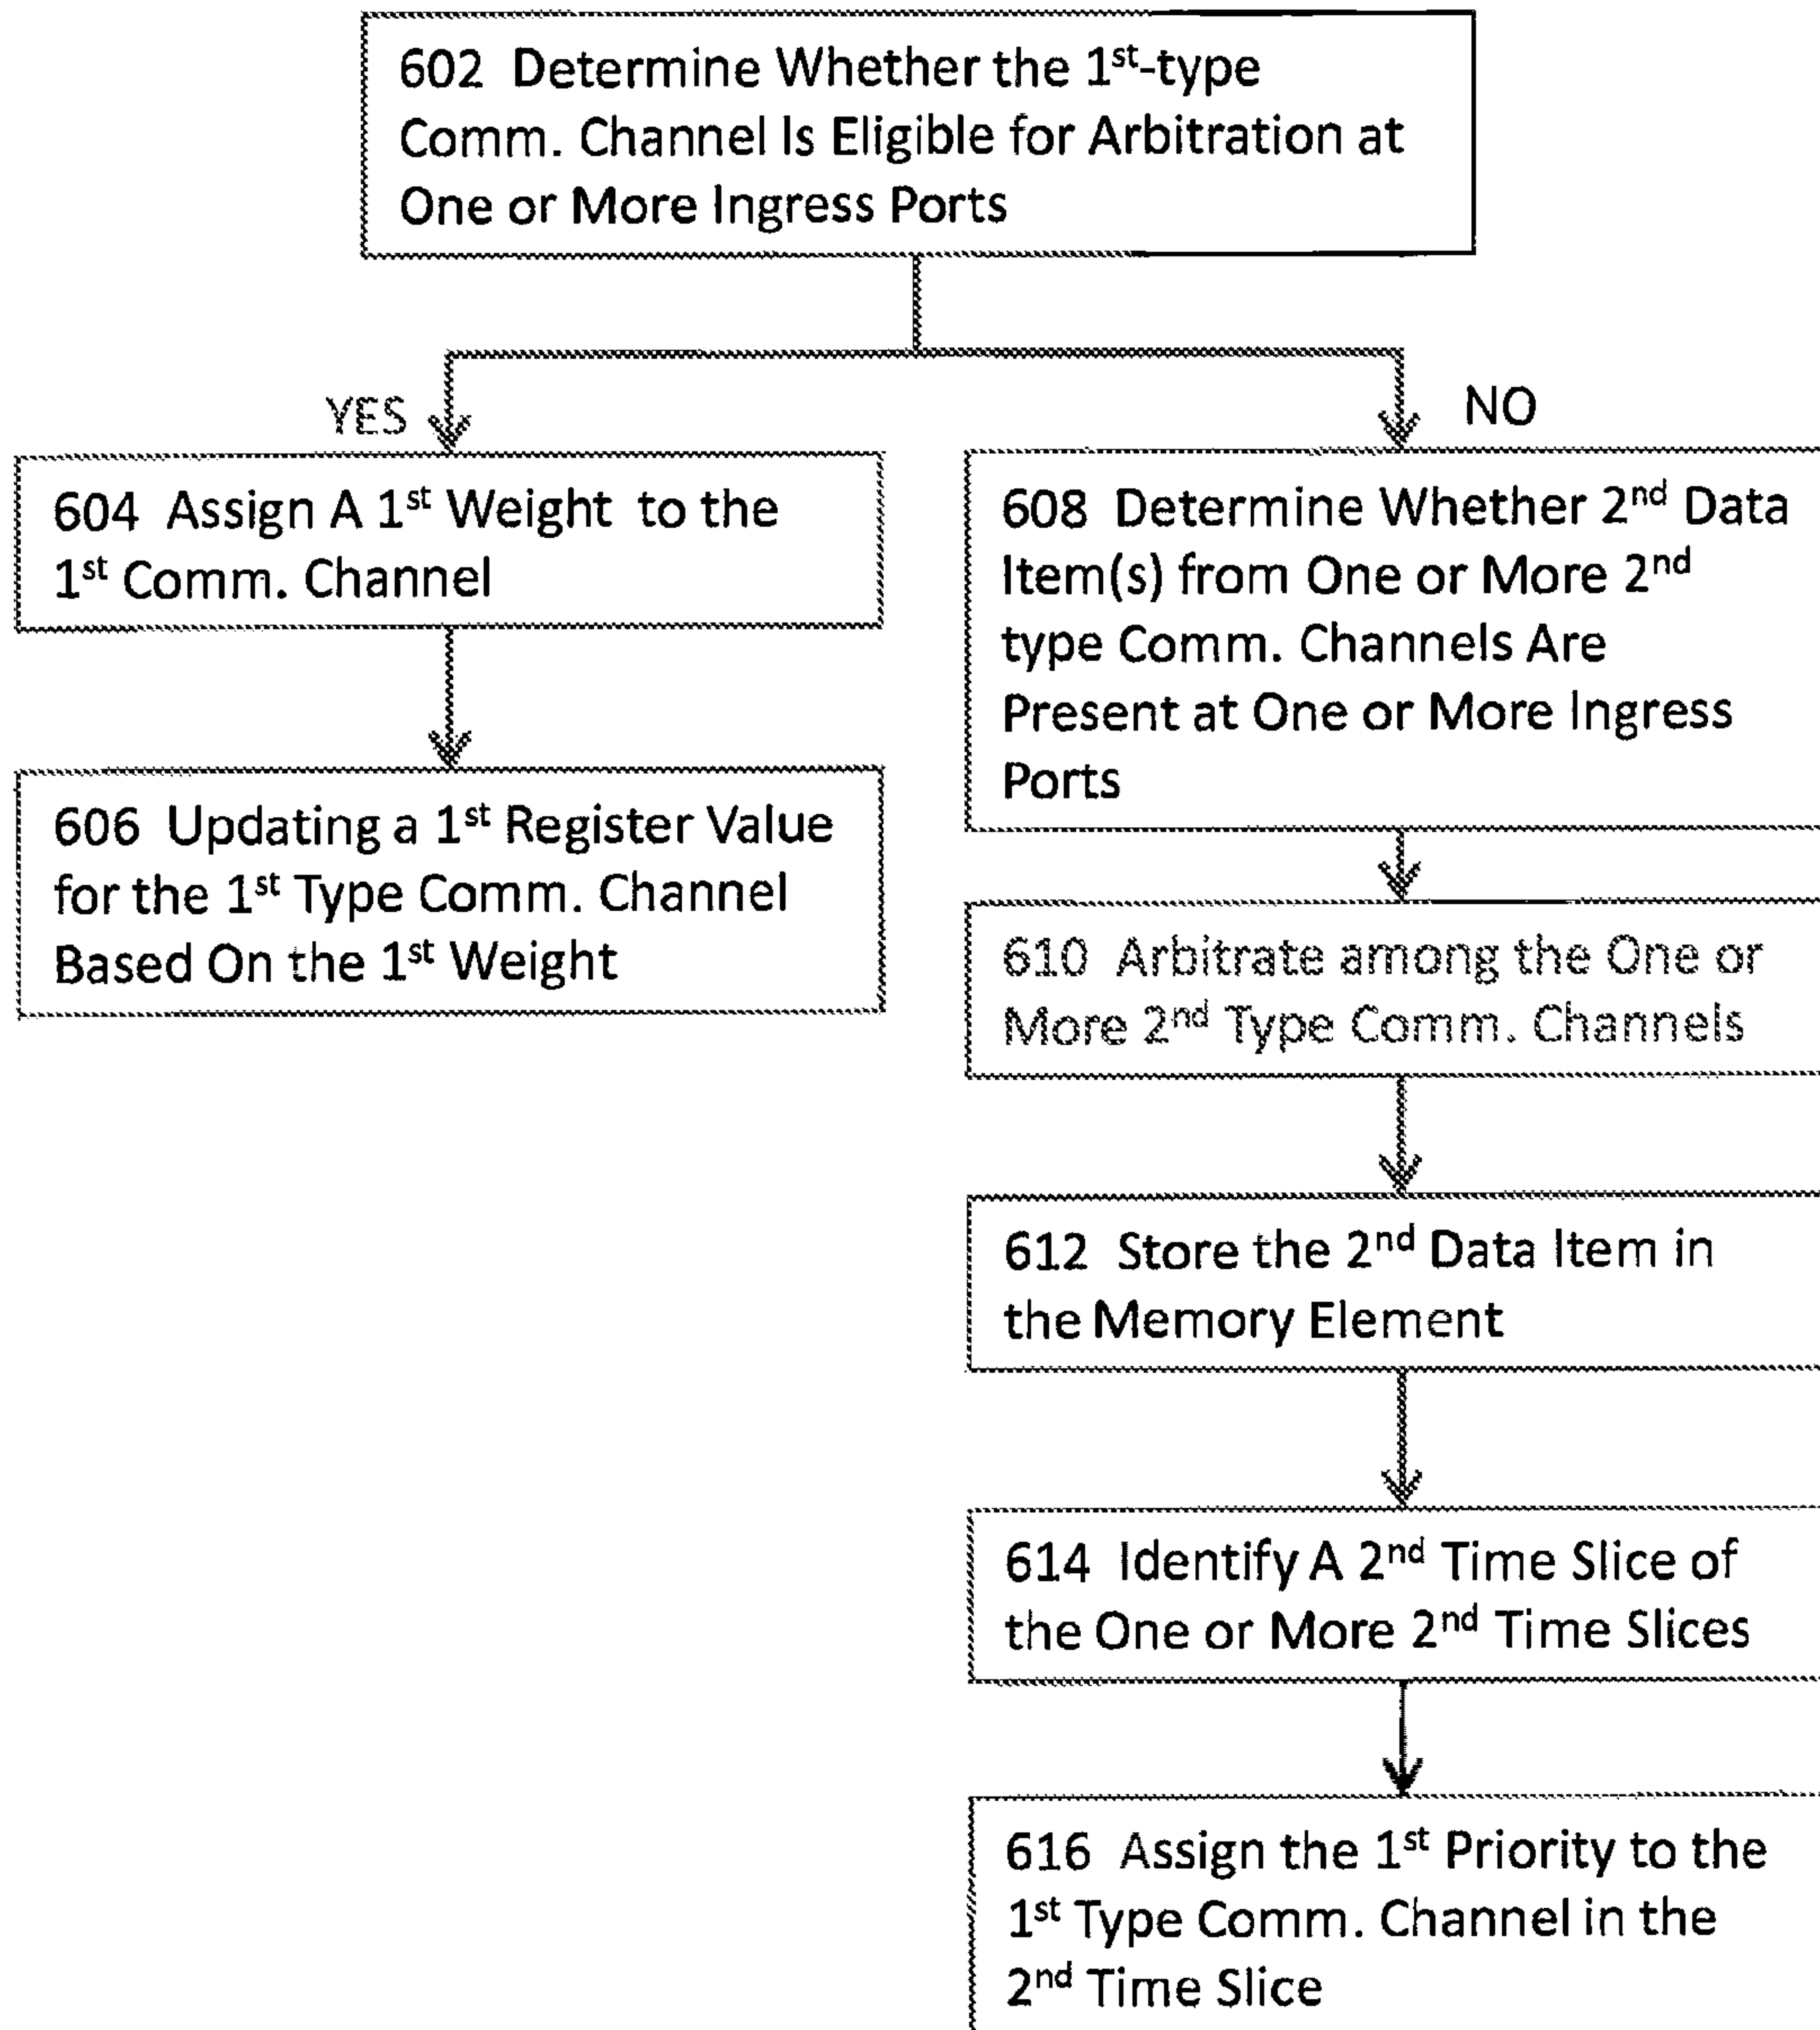 602 Determine Whether the 1st-type
Comm. Channel Is Eligible for Arbitration at
One or More Ingress Ports
YES
NO
604 Assign A 1st Weight to the
1st Comm. Channel
606 Updating a 1st Register Value
for the 1st Type Comm. Channel
Based On the 1st Weight
608 Determine Whether 2nd Data
Item(s) from One or More 2nd
type Comm. Channels Are
Present at One or More Ingress
Ports
610 Arbitrate among the One or
More 2nd Type Comm. Channels
612 Store the 2nd Data Item in
the Memory Element
614 Identify A 2nd Time Slice of
the One or More 2nd Time Slices
616 Assign the 1st Priority to the
1st Type Comm. Channel in the
2nd Time Slice